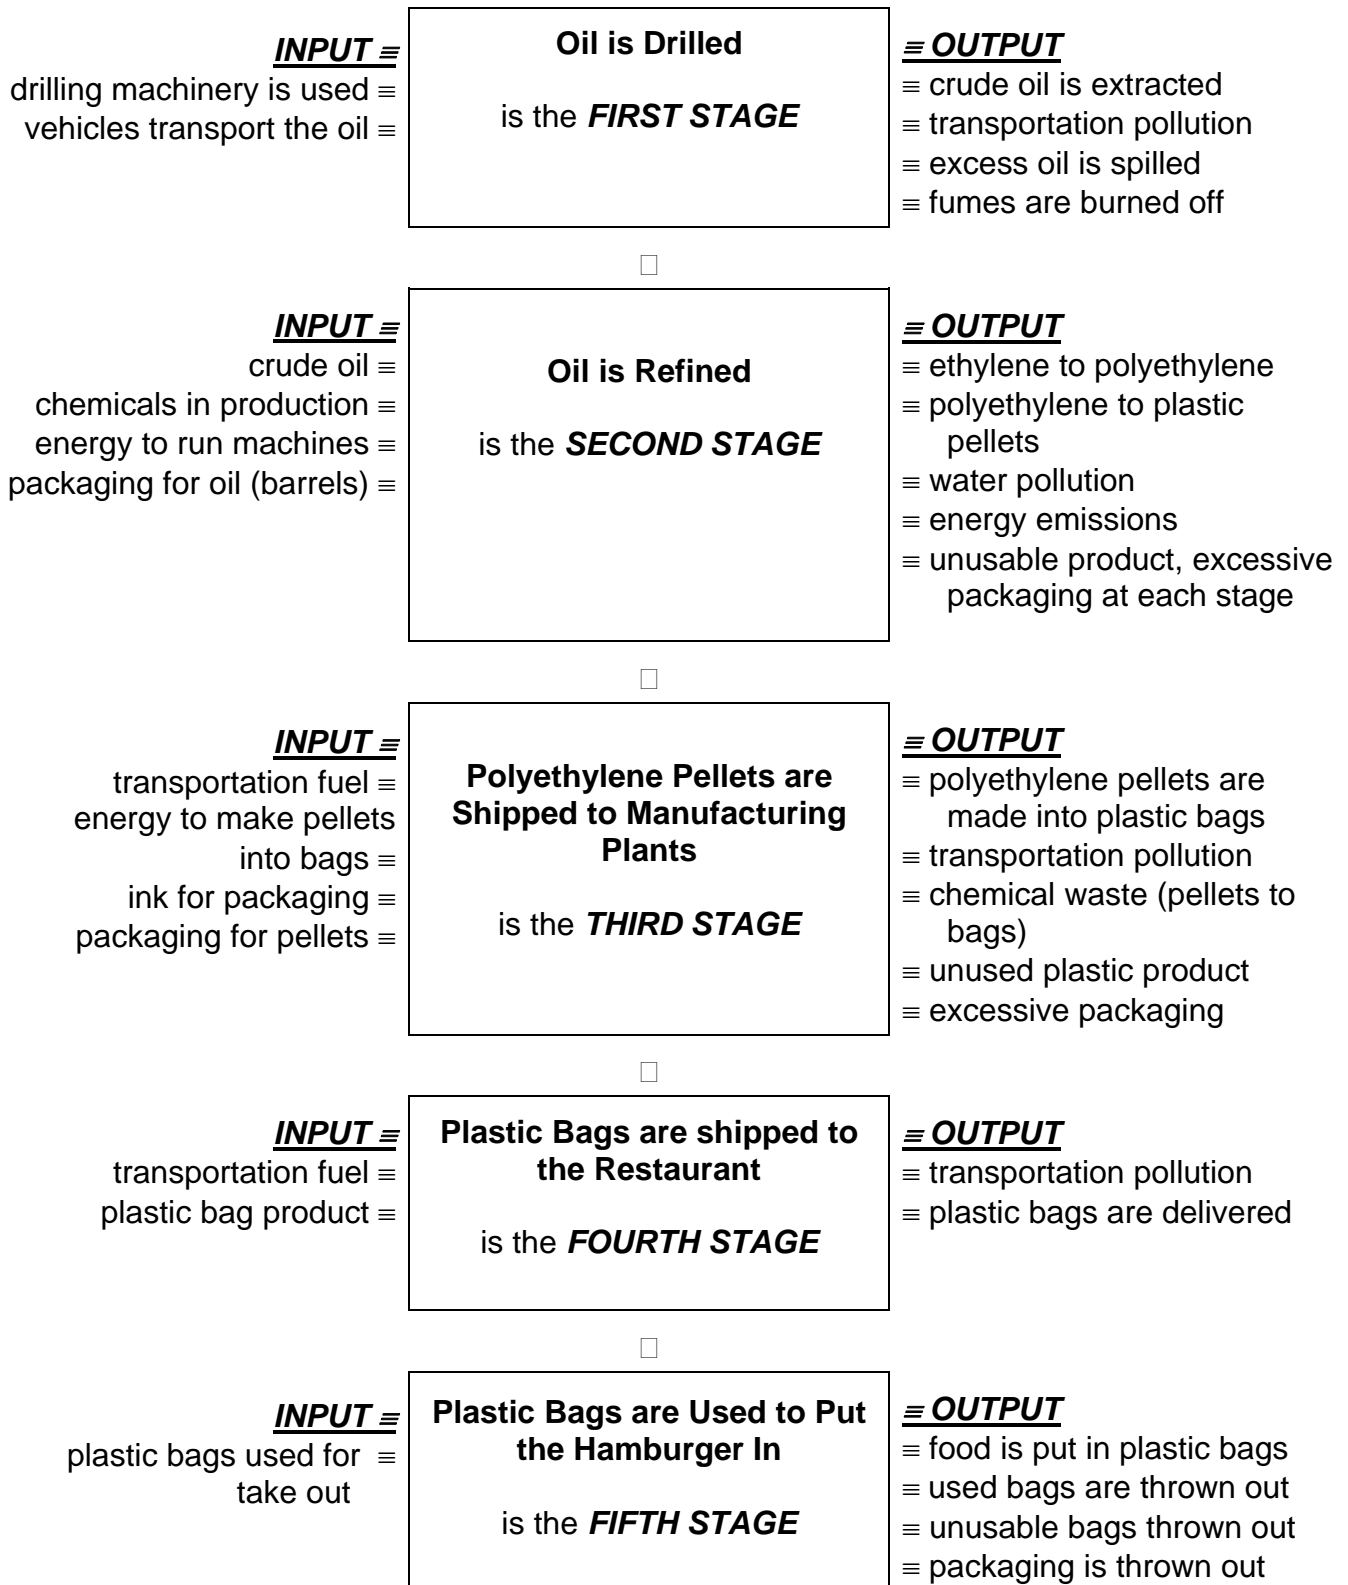 INPUT ≡
drilling machinery is used ≡
vehicles transport the oil ≡
Oil is Drilled
is the FIRST STAGE
≡ OUTPUT
≡ crude oil is extracted
≡ transportation pollution
≡ excess oil is spilled
≡ fumes are burned off
INPUT ≡
crude oil ≡
chemicals in production ≡
energy to run machines ≡
packaging for oil (barrels) ≡
Oil is Refined
is the SECOND STAGE
≡ OUTPUT
≡ ethylene to polyethylene
≡ polyethylene to plastic
pellets
≡ water pollution
≡ energy emissions
≡ unusable product, excessive
packaging at each stage
INPUT ≡
transportation fuel ≡
energy to make pellets
into bags ≡
ink for packaging ≡
packaging for pellets ≡
Polyethylene Pellets are
Shipped to Manufacturing
Plants
is the THIRD STAGE
≡ OUTPUT
≡ polyethylene pellets are
made into plastic bags
≡ transportation pollution
≡ chemical waste (pellets to
bags)
≡ unused plastic product
≡ excessive packaging
INPUT ≡
transportation fuel ≡
plastic bag product ≡
Plastic Bags are shipped to
the Restaurant
is the FOURTH STAGE
≡ OUTPUT
≡ transportation pollution
≡ plastic bags are delivered
INPUT ≡
plastic bags used for ≡
take out
Plastic Bags are Used to Put
the Hamburger In
is the FIFTH STAGE
≡ OUTPUT
≡ food is put in plastic bags
≡ used bags are thrown out
≡ unusable bags thrown out
≡ packaging is thrown out